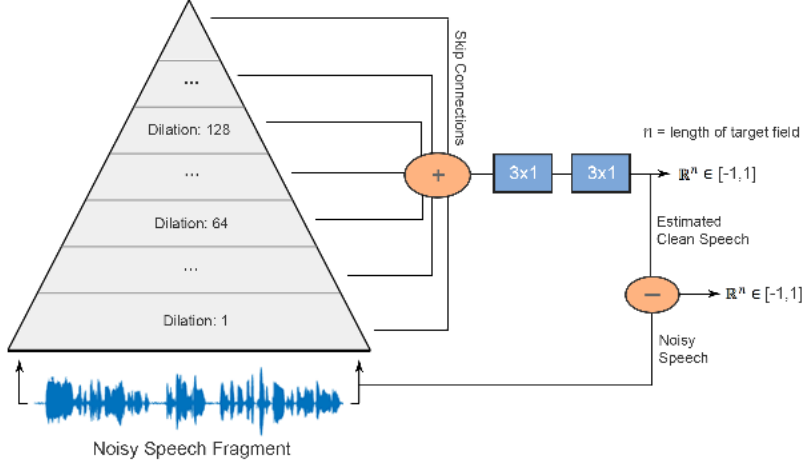 ...
Dilation: 128
...
Dilation: 64
...
Dilation: 1
Noisy Speech Fragment
Skip Connections
+
3x1
3x1
n = length of target field
ℝⁿ ∈ [-1,1]
Estimated
Clean Speech
−
ℝⁿ ∈ [-1,1]
Noisy
Speech